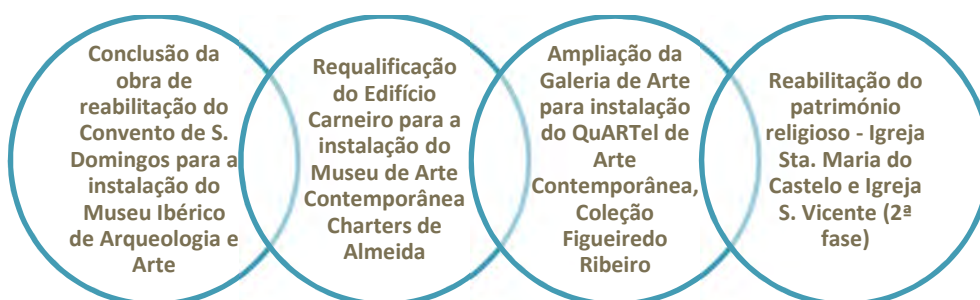 Conclusão da
obra de
reabilitação do
Convento de S.
Domingos para a
instalação do
Museu Ibérico
de Arqueologia e
Arte
Requalificação
do Edifício
Carneiro para a
instalação do
Museu de Arte
Contemporânea
Charters de
Almeida
Ampliação da
Galeria de Arte
para instalação
do QuARTel de
Arte
Contemporânea,
Coleção
Figueiredo
Ribeiro
Reabilitação do
património
religioso - Igreja
Sta. Maria do
Castelo e Igreja
S. Vicente (2ª
fase)